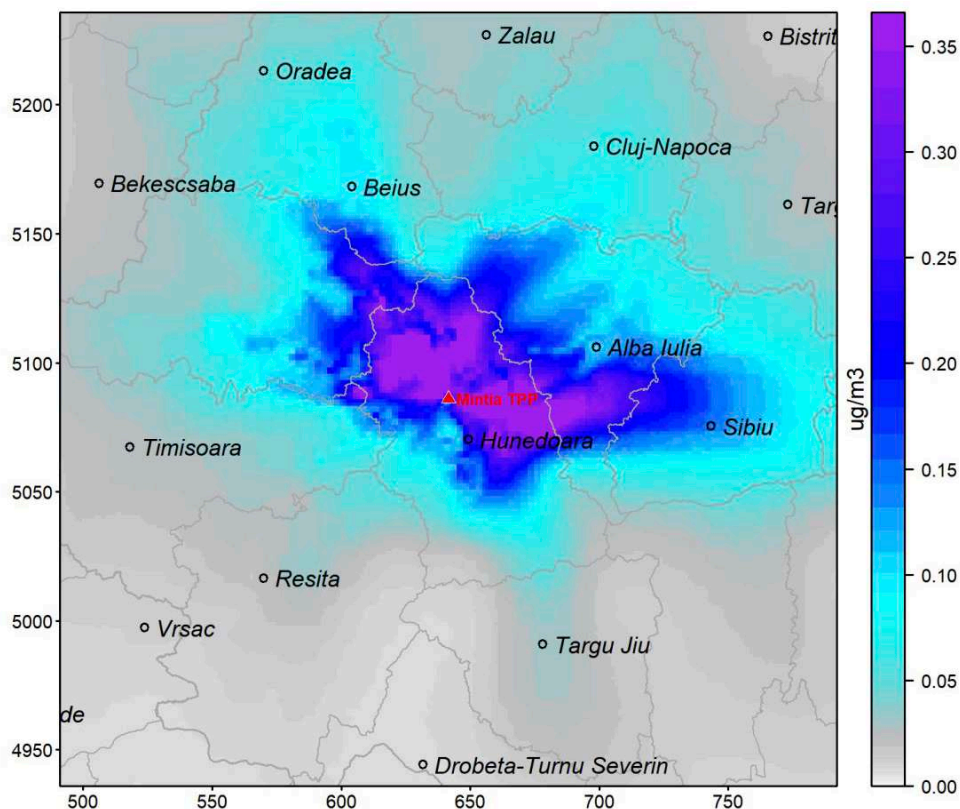 Zalau
Bistrit
Oradea
5200
Cluj-Napoca
Bekescsaba
Beius
Targ
5150
Alba Iulia
5100
Mintia TPP
Sibiu
Hunedoara
Timisoara
5050
Resita
5000
Vrsac
Targu Jiu
de
4950
Drobeta-Turnu Severin
500
550
600
650
700
750
0.35
0.30
0.25
0.20
0.15
0.10
0.05
0.00
ug/m3